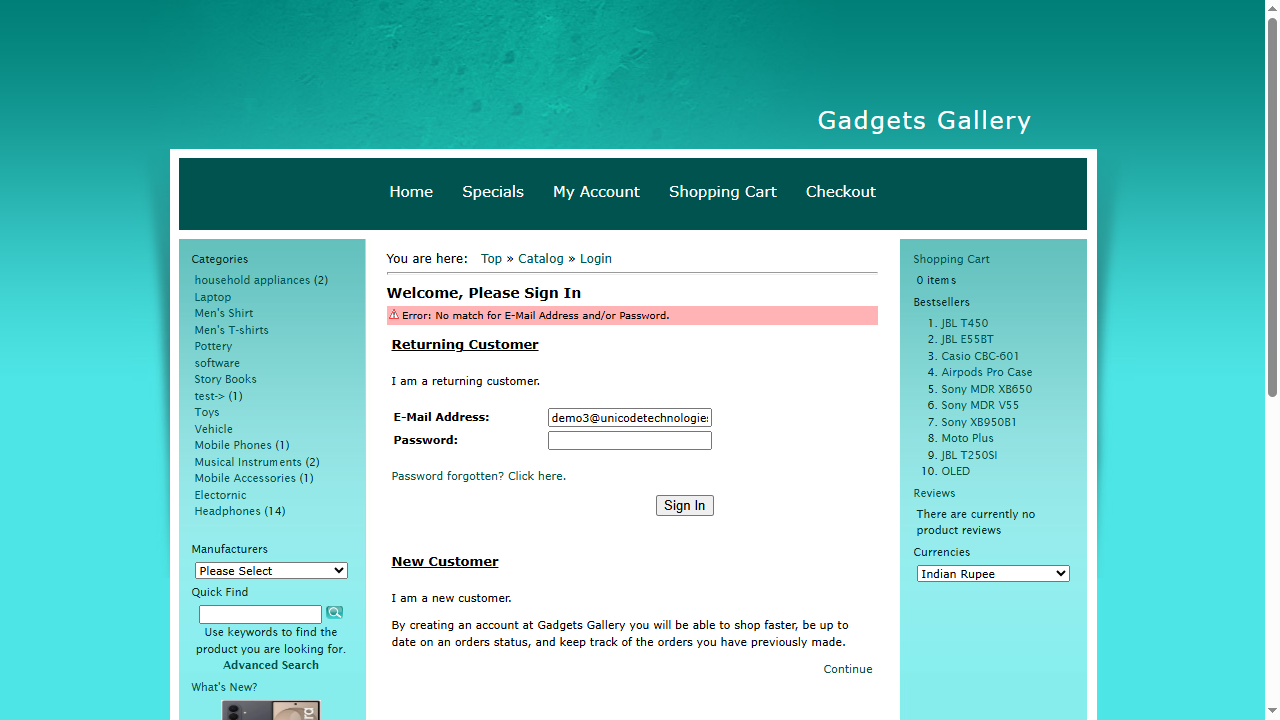 Gadgets Gallery
Home Specials My Account Shopping Cart Checkout
Categories
household appliances (2)
Laptop
Men's Shirt
Men's T-shirts
Pottery
software
Story Books
test-> (1)
Toys
Vehicle
Mobile Phones (1)
Musical Instruments (2)
Mobile Accessories (1)
Electornic
Headphones (14)
Manufacturers
Please Select
Quick Find
Use keywords to find the
product you are looking for.
Advanced Search
What's New?
You are here: Top » Catalog » Login
Welcome, Please Sign In
Error: No match for E-Mail Address and/or Password.
Returning Customer
I am a returning customer.
E-Mail Address: demo3@unicodetechnologies
Password:
Password forgotten? Click here.
Sign In
New Customer
I am a new customer.
By creating an account at Gadgets Gallery you will be able to shop faster, be up to
date on an orders status, and keep track of the orders you have previously made.
Continue
Shopping Cart
0 items
Bestsellers
1. JBL T450
2. JBL E55BT
3. Casio CBC-601
4. Airpods Pro Case
5. Sony MDR XB650
6. Sony MDR V55
7. Sony XB950B1
8. Moto Plus
9. JBL T250SI
10. OLED
Reviews
There are currently no
product reviews
Currencies
Indian Rupee